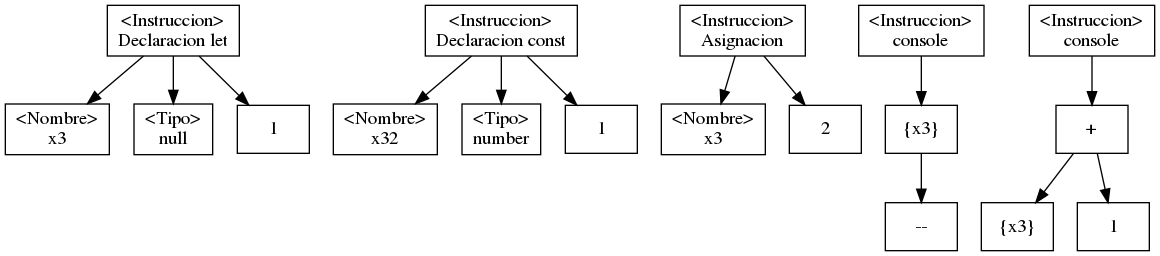 <Instruccion>
Declaracion let
<Nombre>
x3
<Tipo>
null
1
<Instruccion>
Declaracion const
<Nombre>
x32
<Tipo>
number
1
<Instruccion>
Asignacion
<Nombre>
x3
2
<Instruccion>
console
{x3}
--
<Instruccion>
console
+
{x3}
1